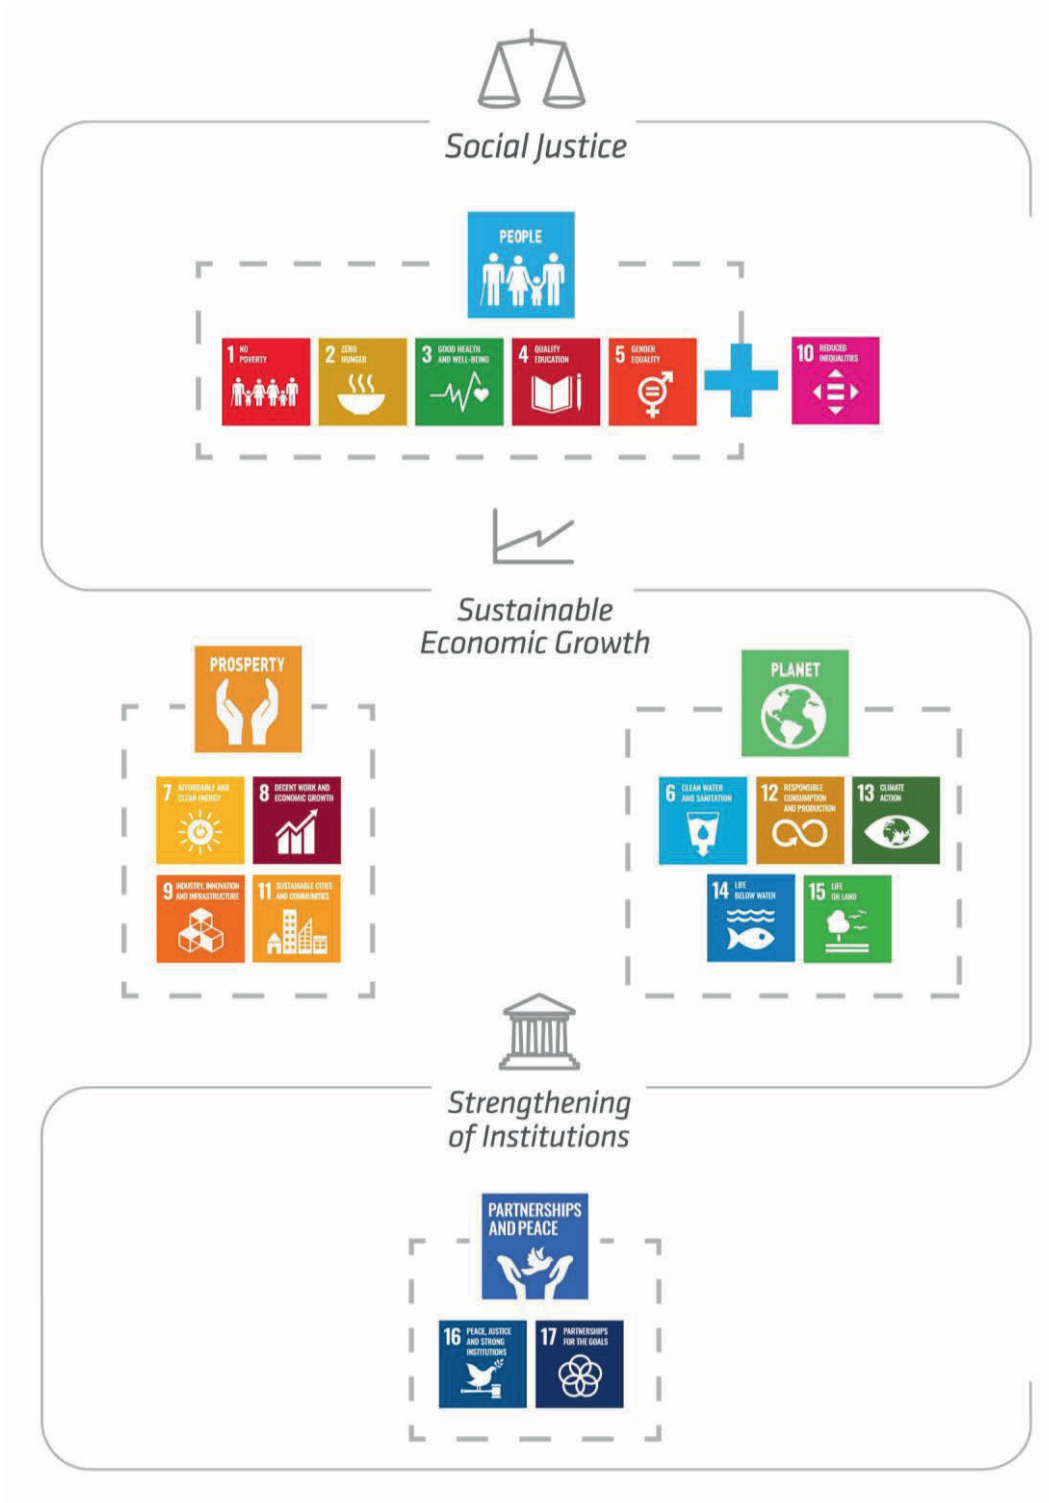 Social Justice
PEOPLE
1 NO
POVERTY
2 ZERO
HUNGER
3 GOOD HEALTH
AND WELL-BEING
4 QUALITY
EDUCATION
5 GENDER
EQUALITY
10 REDUCED
INEQUALITIES
Sustainable
Economic Growth
PROSPERTY
7 AFFORDABLE AND
CLEAN ENERGY
8 DECENT WORK AND
ECONOMIC GROWTH
9 INDUSTRY, INNOVATION
AND INFRASTRUCTURE
11 SUSTAINABLE CITIES
AND COMMUNITIES
PLANET
6 CLEAN WATER
AND SANITATION
12 RESPONSIBLE
CONSUMPTION
AND PRODUCTION
13 CLIMATE
ACTION
14 LIFE
BELOW WATER
15 LIFE
ON LAND
Strengthening
of Institutions
PARTNERSHIPS
AND PEACE
16 PEACE, JUSTICE
AND STRONG
INSTITUTIONS
17 PARTNERSHIPS
FOR THE GOALS